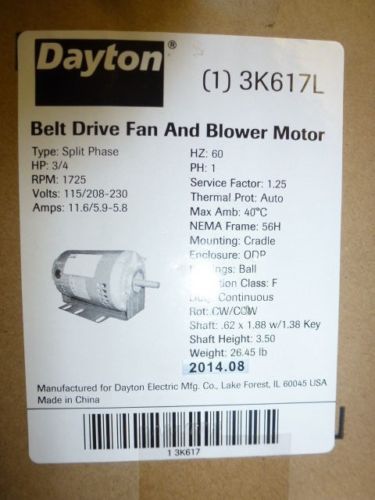 Dayton®
(1) 3K617L
Belt Drive Fan And Blower Motor
Type: Split Phase
HP: 3/4
RPM: 1725
Volts: 115/208-230
Amps: 11.6/5.9-5.8
HZ: 60
PH: 1
Service Factor: 1.25
Thermal Prot: Auto
Max Amb: 40°C
NEMA Frame: 56H
Mounting: Cradle
Enclosure: ODP
Ball
Class: F
Continuous
Rot: CW/CCW
Shaft: .62 x 1.88 w/1.38 Key
Shaft Height: 3.50
Weight: 26.45 lb
2014.08
Manufactured for Dayton Electric Mfg. Co., Lake Forest, IL 60045 USA
Made in China
1 3K617